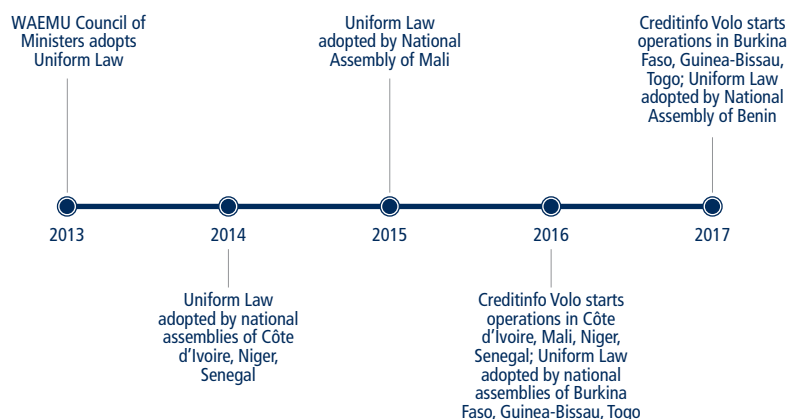 WAEMU Council of
Ministers adopts
Uniform Law
Uniform Law
adopted by National
Assembly of Mali
Creditinfo Volo starts
operations in Burkina
Faso, Guinea-Bissau,
Togo; Uniform Law
adopted by National
Assembly of Benin
2013
2014
2015
2016
2017
Uniform Law
adopted by national
assemblies of Côte
d’Ivoire, Niger,
Senegal
Creditinfo Volo starts
operations in Côte
d’Ivoire, Mali, Niger,
Senegal; Uniform Law
adopted by national
assemblies of Burkina
Faso, Guinea-Bissau, Togo